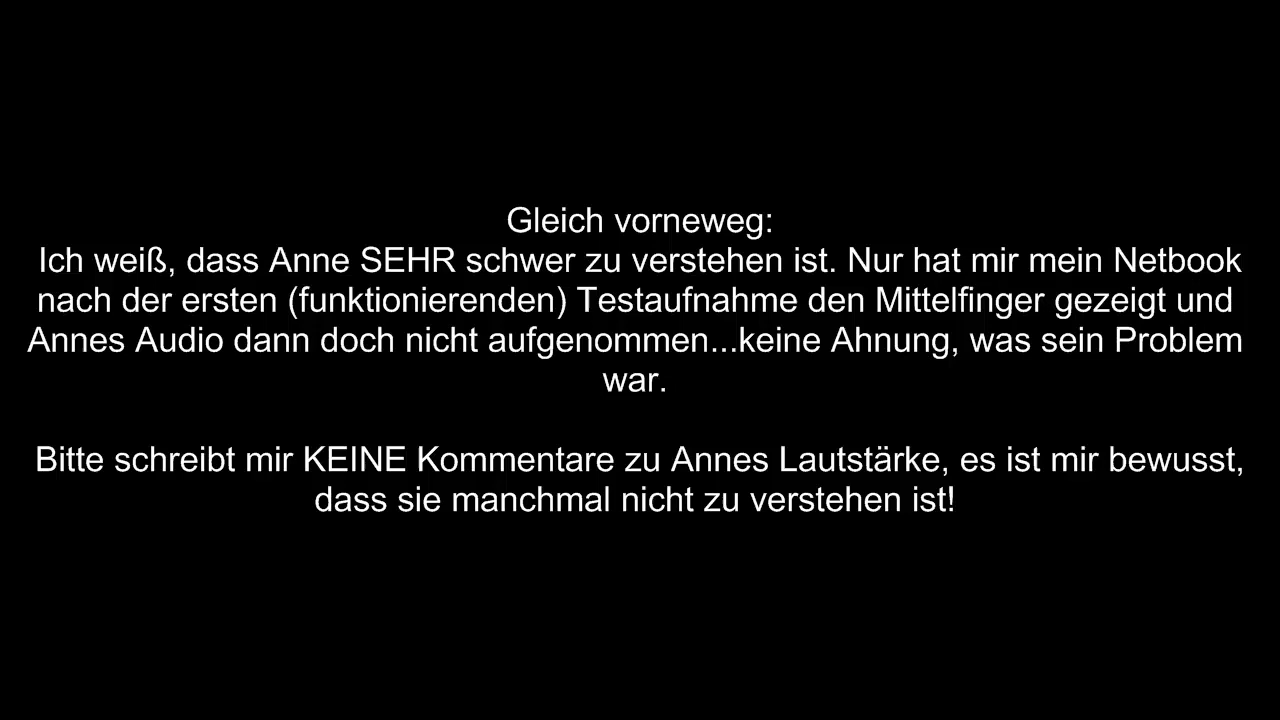 Gleich vorneweg:
Ich weiß, dass Anne SEHR schwer zu verstehen ist. Nur hat mir mein Netbook
nach der ersten (funktionierenden) Testaufnahme den Mittelfinger gezeigt und
Annes Audio dann doch nicht aufgenommen...keine Ahnung, was sein Problem
war.
Bitte schreibt mir KEINE Kommentare zu Annes Lautstärke, es ist mir bewusst,
dass sie manchmal nicht zu verstehen ist!